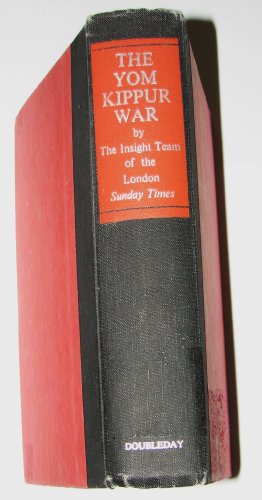 THE
YOM
KIPPUR
WAR
by
The Insight Team
of the
London
Sunday Times
DOUBLEDAY